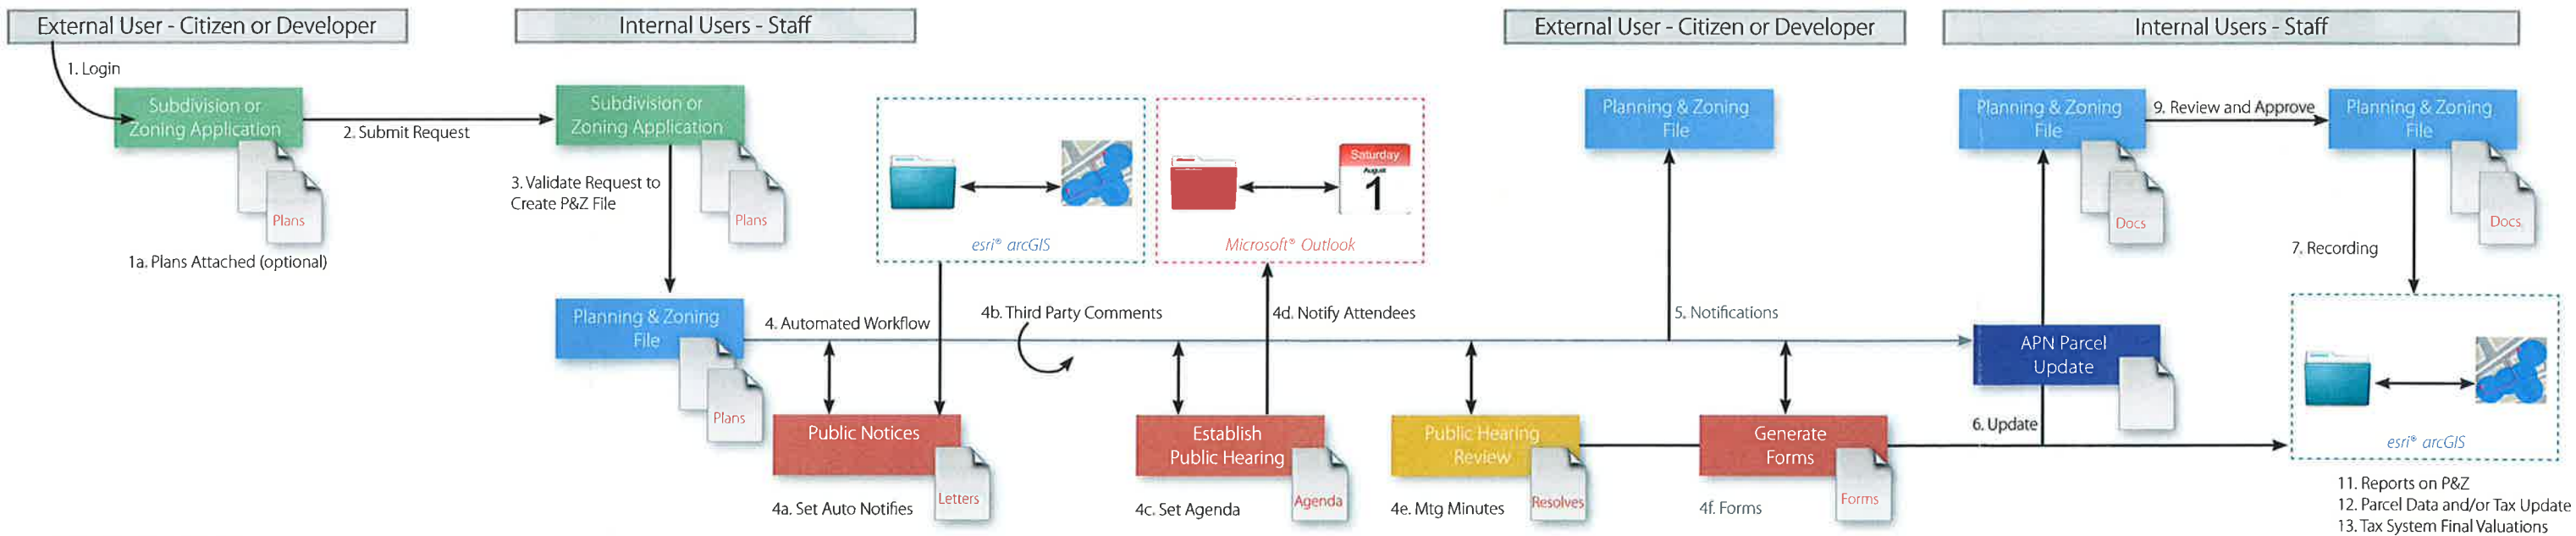 External User - Citizen or Developer
Internal Users - Staff
External User - Citizen or Developer
Internal Users - Staff
1. Login
Subdivision or
Zoning Application
Plans
1a. Plans Attached (optional)
2. Submit Request
Subdivision or
Zoning Application
Plans
3. Validate Request to
Create P&Z File
Planning & Zoning
File
Plans
4. Automated Workflow
esri® arcGIS
Saturday
August
1
Microsoft® Outlook
4b. Third Party Comments
4d. Notify Attendees
Public Notices
Letters
4a. Set Auto Notifies
Establish
Public Hearing
Agenda
4c. Set Agenda
Public Hearing
Review
Resolves
4e. Mtg Minutes
Generate
Forms
Forms
4f. Forms
Planning & Zoning
File
5. Notifications
Planning & Zoning
File
Docs
9. Review and Approve
Planning & Zoning
File
Docs
7. Recording
APN Parcel
Update
6. Update
esri® arcGIS
11. Reports on P&Z
12. Parcel Data and/or Tax Update
13. Tax System Final Valuations